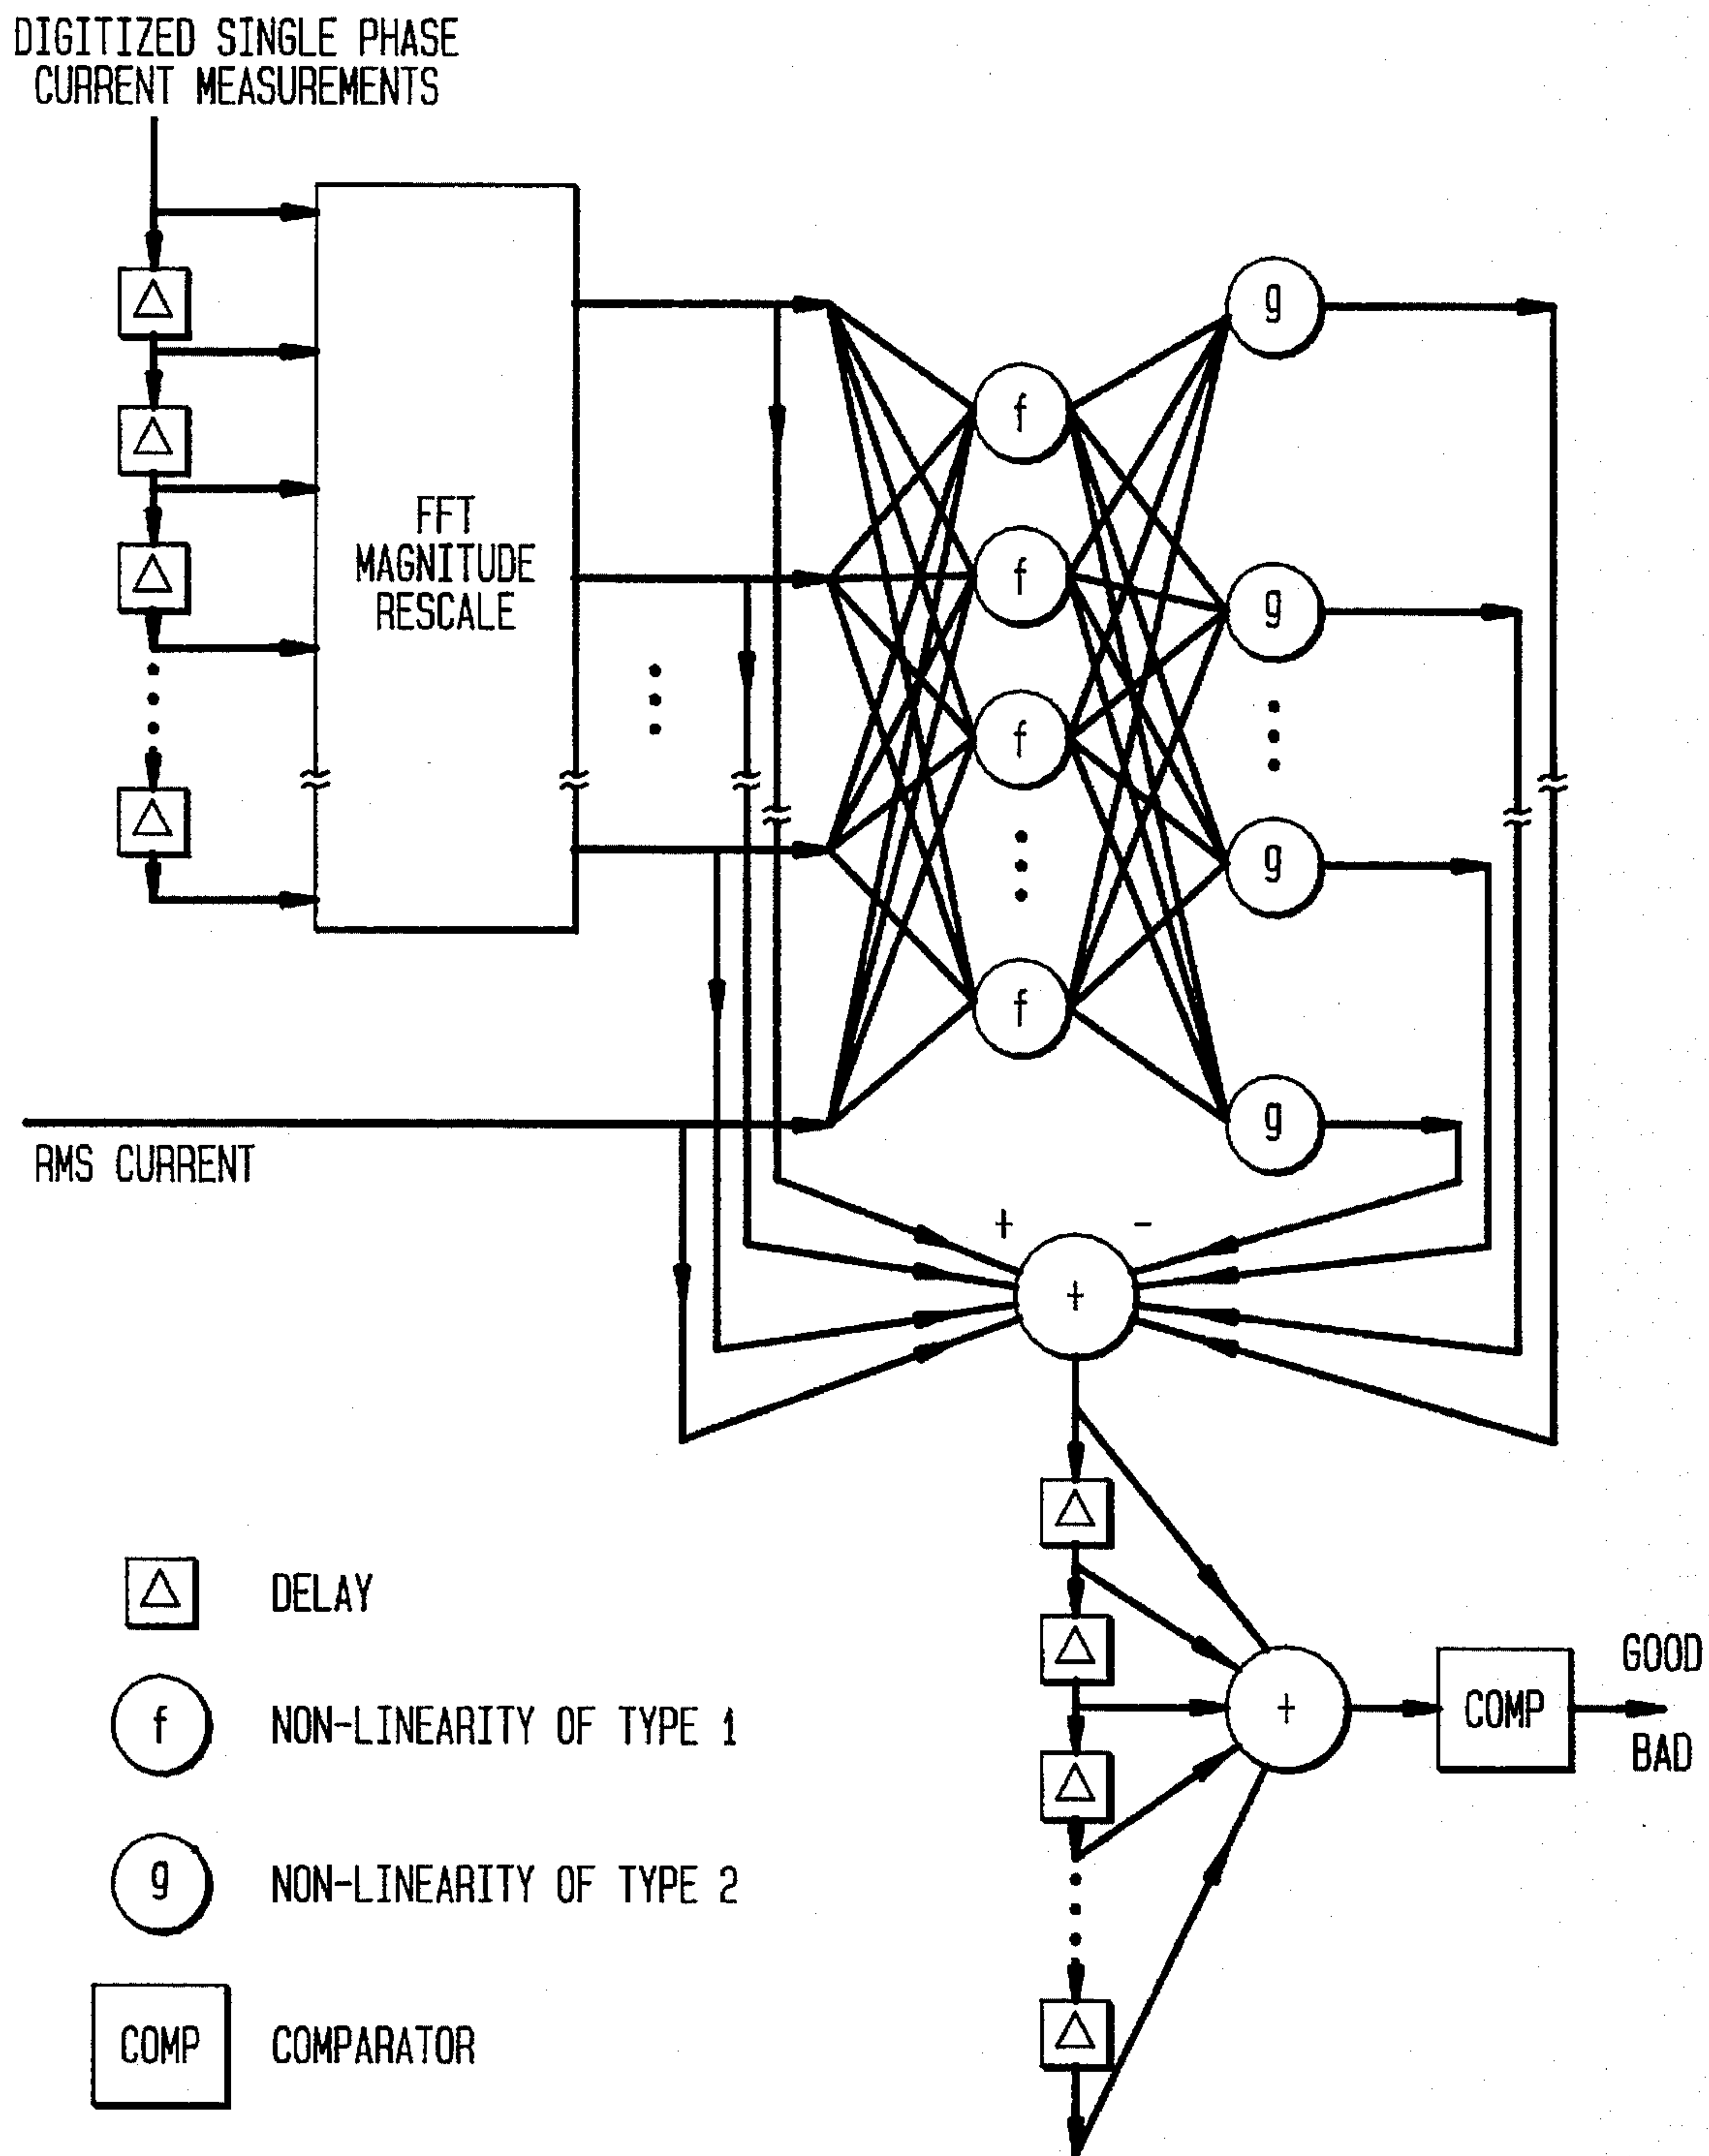 DIGITIZED SINGLE PHASE
CURRENT MEASUREMENTS
Δ
Δ
Δ
Δ
FFT
MAGNITUDE
RESCALE
f
f
f
f
g
g
g
g
RMS CURRENT
+ -
+
Δ
Δ
Δ
Δ
+
COMP
GOOD
BAD
Δ DELAY
f NON-LINEARITY OF TYPE 1
g NON-LINEARITY OF TYPE 2
COMP COMPARATOR